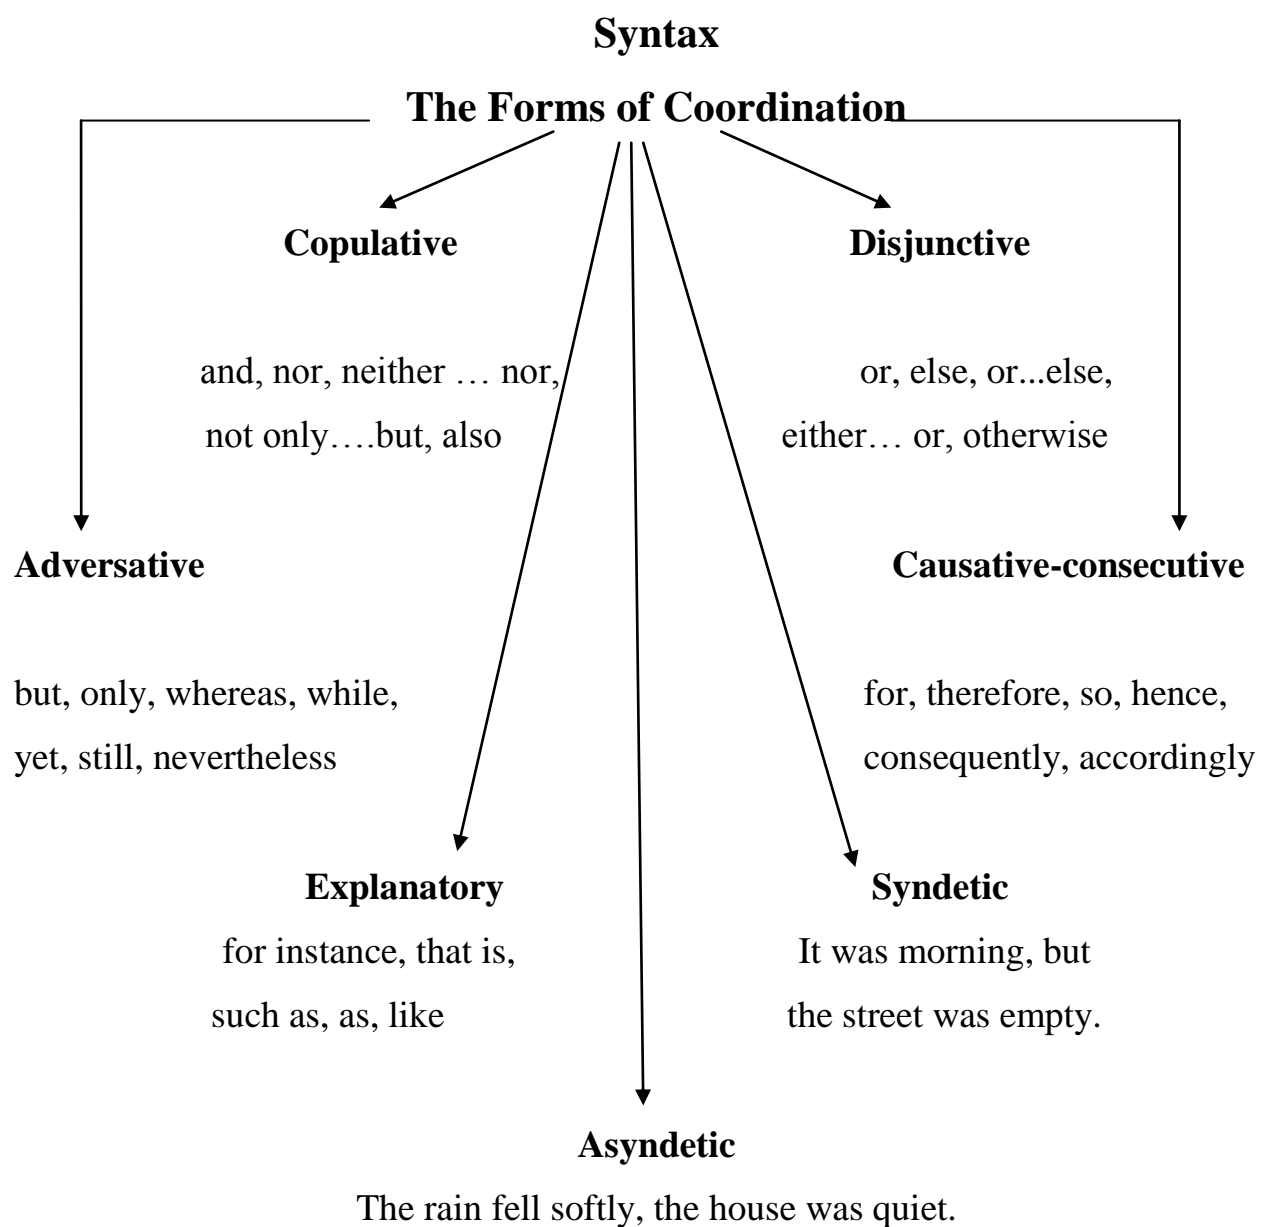 Syntax
The Forms of Coordination
Copulative
Disjunctive
and, nor, neither … nor,
or, else, or...else,
not only….but, also
either… or, otherwise
Adversative
Causative-consecutive
but, only, whereas, while,
for, therefore, so, hence,
yet, still, nevertheless
consequently, accordingly
Explanatory
Syndetic
for instance, that is,
It was morning, but
such as, as, like
the street was empty.
Asyndetic
The rain fell softly, the house was quiet.